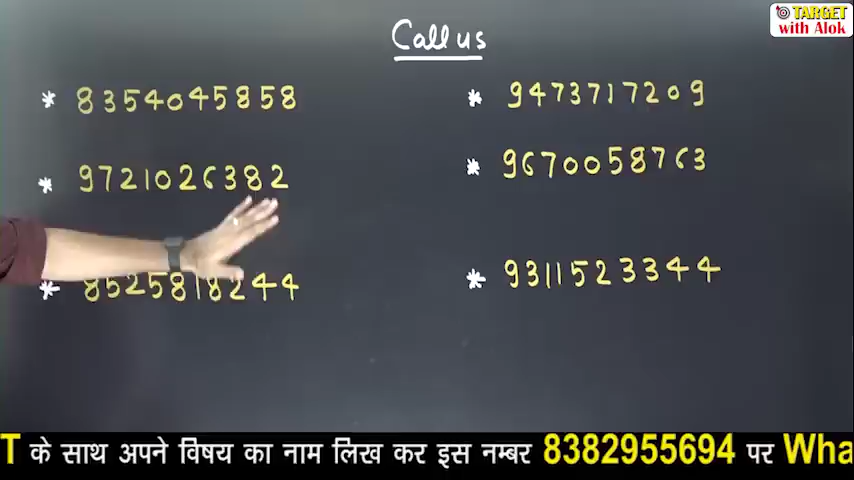 TARGET
with Alok
Call us
* 8354045858
* 9473717209
* 9721026382
* 9670058763
* 8525818244
* 9311523344
T के साथ अपने विषय का नाम लिख कर इस नम्बर 8382955694 पर Wha